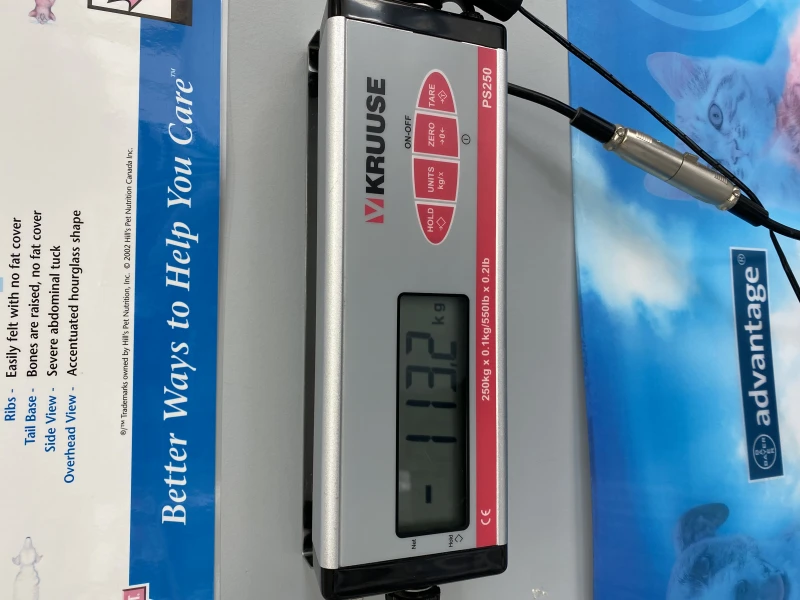 Ribs - Easily felt with no fat cover
Tail Base - Bones are raised, no fat cover
Side View - Severe abdominal tuck
Overhead View - Accentuated hourglass shape
®/™ Trademarks owned by Hill's Pet Nutrition, Inc. © 2002 Hill's Pet Nutrition Canada Inc.
Better Ways to Help You Care™
KRUUSE
ON-OFF
HOLD
UNITS
kg/
ZERO
→0←
TARE
Net
Hold
- 113.2 kg
CE
250kg x 0.1kg/550lb x 0.2lb
PS250
BAYER
advantage®